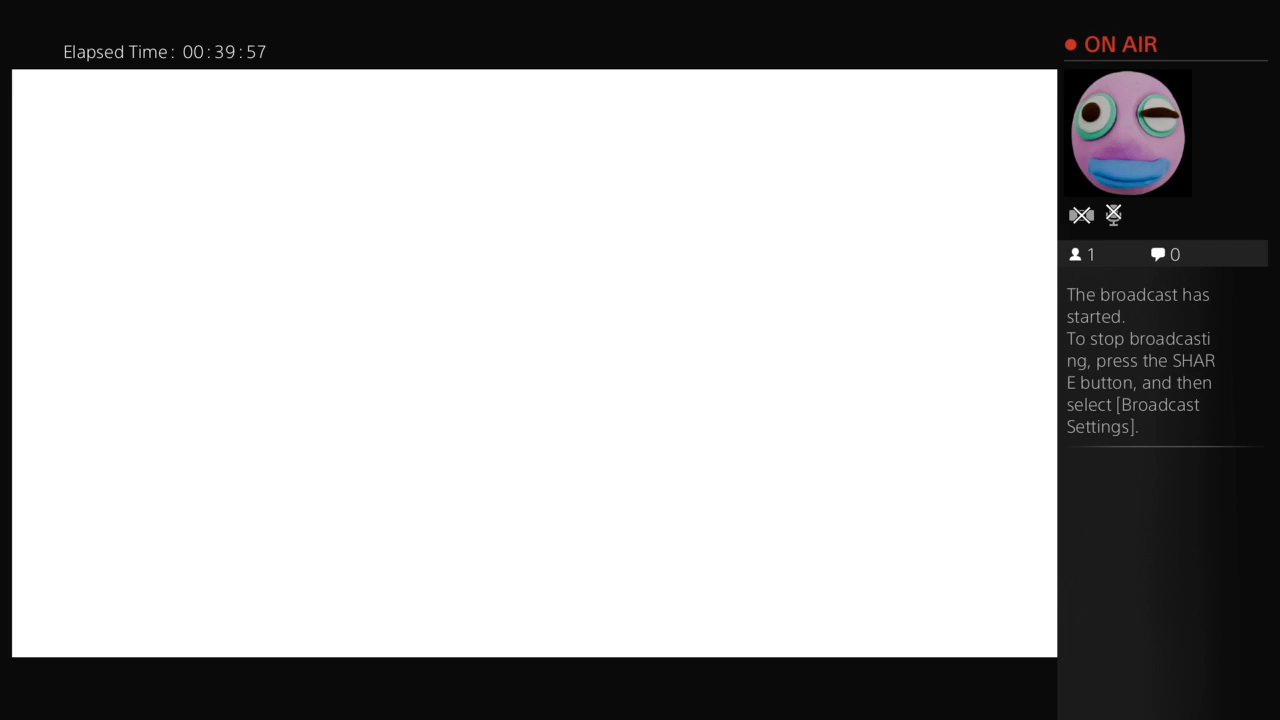 Elapsed Time: 00:39:57
ON AIR
1 0
The broadcast has
started.
To stop broadcasti
ng, press the SHAR
E button, and then
select [Broadcast
Settings].